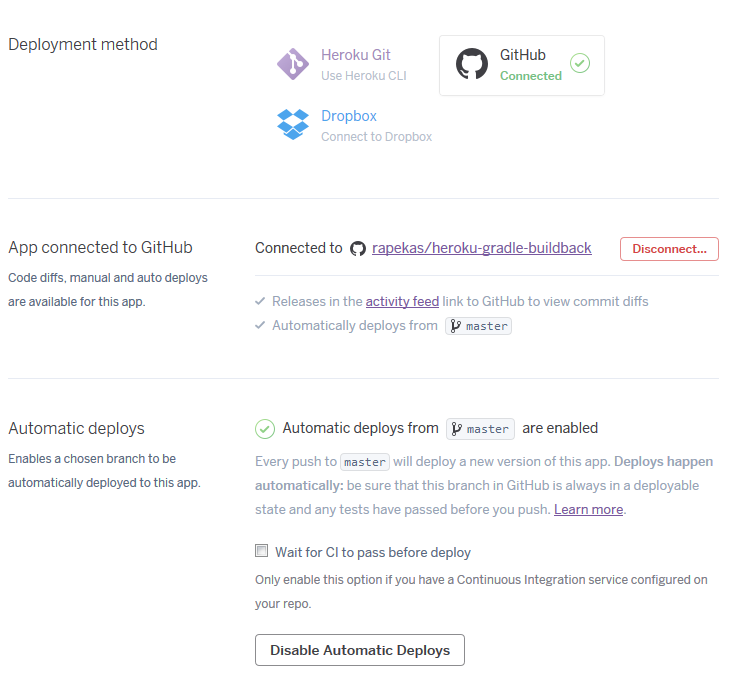 Deployment method
Heroku Git
Use Heroku CLI
GitHub
Connected
Dropbox
Connect to Dropbox
App connected to GitHub
Code diffs, manual and auto deploys
are available for this app.
Connected to rapekas/heroku-gradle-buildback
Disconnect...
Releases in the activity feed link to GitHub to view commit diffs
Automatically deploys from master
Automatic deploys
Enables a chosen branch to be
automatically deployed to this app.
Automatic deploys from master are enabled
Every push to master will deploy a new version of this app. Deploys happen
automatically: be sure that this branch in GitHub is always in a deployable
state and any tests have passed before you push. Learn more.
Wait for CI to pass before deploy
Only enable this option if you have a Continuous Integration service configured on
your repo.
Disable Automatic Deploys